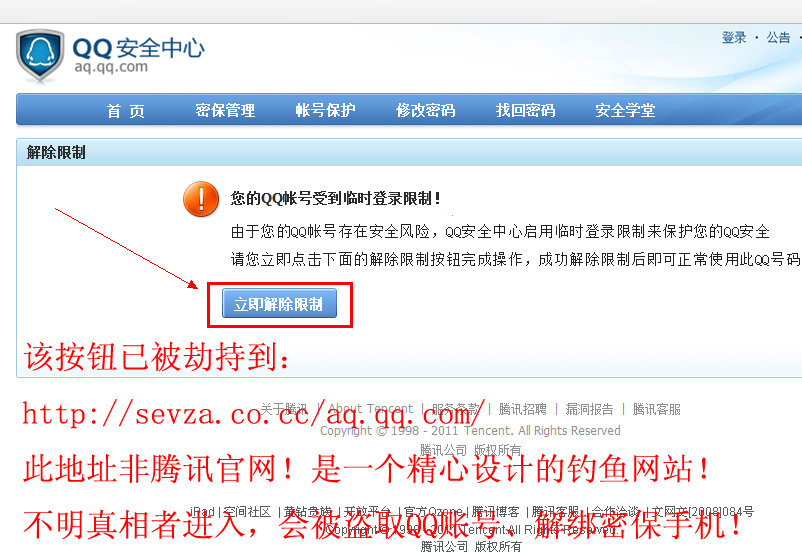 QQ安全中心
aq.qq.com
登录 · 公告 ·
首 页 密保管理 帐号保护 修改密码 找回密码 安全学堂
解除限制
您的QQ帐号受到临时登录限制！
由于您的QQ帐号存在安全风险，QQ安全中心启用临时登录限制来保护您的QQ安全
请您立即点击下面的解除限制按钮完成操作，成功解除限制后即可正常使用此QQ号码
立即解除限制
该按钮已被劫持到：
关于腾讯 | About Tencent | 服务条款 | 腾讯招聘 | 漏洞报告 | 腾讯客服
http://sevza.co.cc/aq.qq.com/
Copyright © 1998 - 2011 Tencent. All Rights Reserved
腾讯公司 版权所有
此地址非腾讯官网！是一个精心设计的钓鱼网站！
iPad | 空间社区 | 黄钻贵族 | 开放平台 | 官方Qzone | 腾讯博客 | 腾讯客服 | 合作洽谈 | 文网文[2008]084号
不明真相者进入，会被盗取QQ账号、解绑密保手机！
Copyright © 1998 - 2011 Tencent.All Rights Reserved.
腾讯公司 版权所有